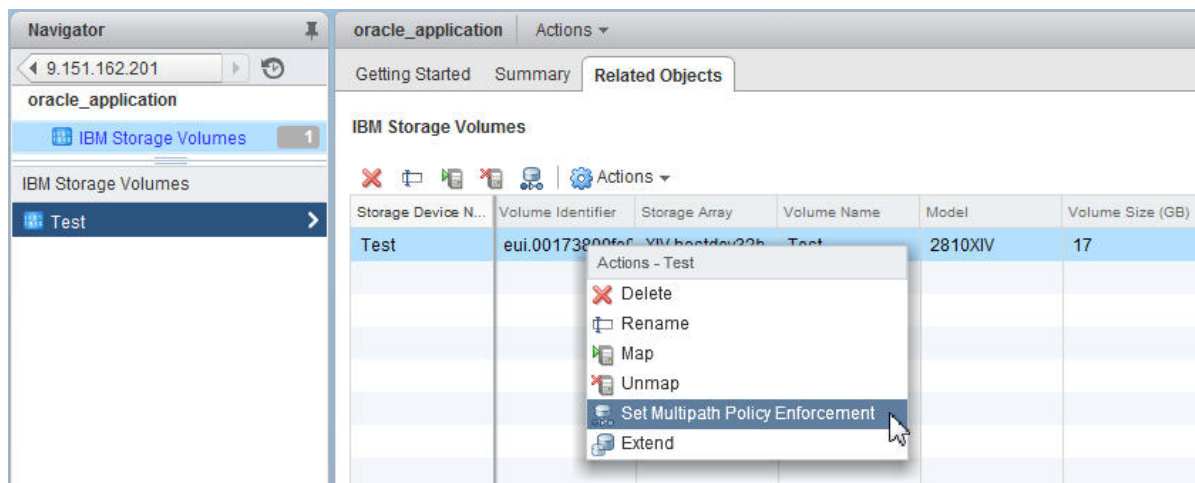 Navigator
oracle_application Actions
9.151.162.201
Getting Started Summary Related Objects
oracle_application
IBM Storage Volumes 1
IBM Storage Volumes
Actions
IBM Storage Volumes
Test
Storage Device N... Volume Identifier Storage Array Volume Name Model Volume Size (GB)
Test Test 2810XIV 17
Actions - Test
Delete
Rename
Map
Unmap
Set Multipath Policy Enforcement
Extend